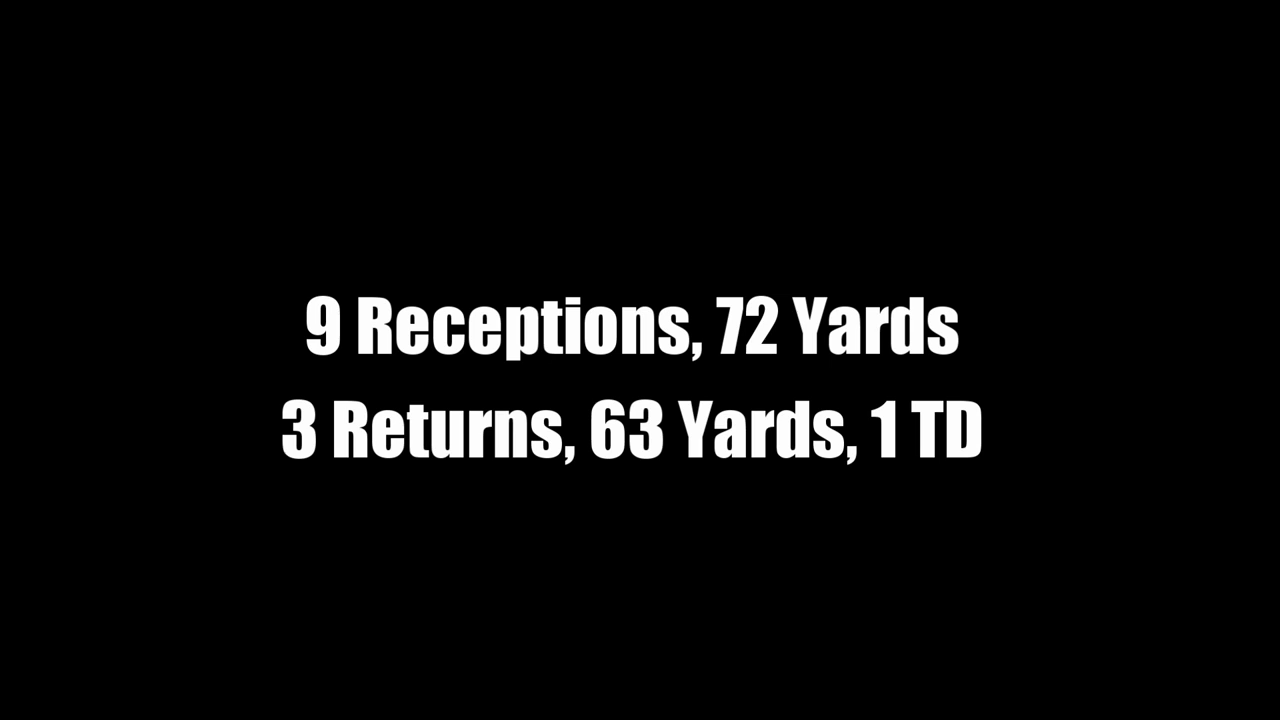 9 Receptions, 72 Yards
3 Returns, 63 Yards, 1 TD